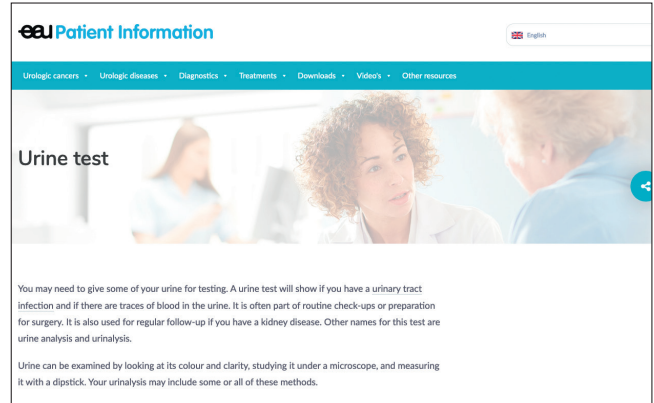 eau Patient Information
English
Urologic cancers Urologic diseases Diagnostics Treatments Downloads Video's Other resources
Urine test
You may need to give some of your urine for testing. A urine test will show if you have a urinary tract
infection and if there are traces of blood in the urine. It is often part of routine check-ups or preparation
for surgery. It is also used for regular follow-up if you have a kidney disease. Other names for this test are
urine analysis and urinalysis.
Urine can be examined by looking at its colour and clarity, studying it under a microscope, and measuring
it with a dipstick. Your urinalysis may include some or all of these methods.